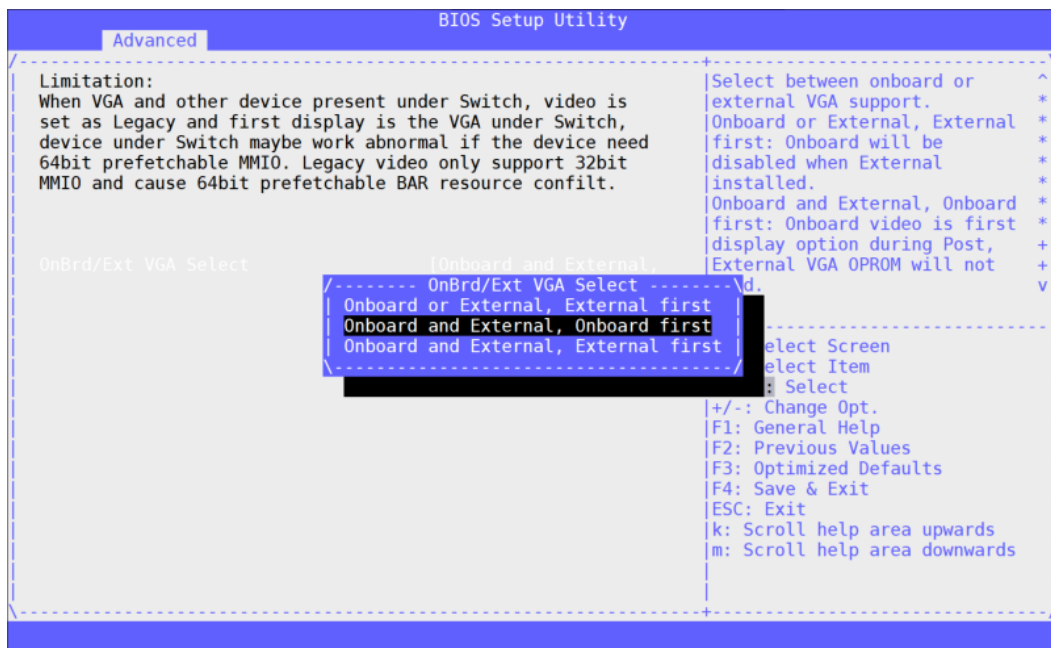 BIOS Setup Utility
Advanced
Limitation:
When VGA and other device present under Switch, video is
set as Legacy and first display is the VGA under Switch,
device under Switch maybe work abnormal if the device need
64bit prefetchable MMIO. Legacy video only support 32bit
MMIO and cause 64bit prefetchable BAR resource confilt.
OnBrd/Ext VGA Select [Onboard and External,
OnBrd/Ext VGA Select
Onboard or External, External first
Onboard and External, Onboard first
Onboard and External, External first
Select between onboard or
external VGA support.
Onboard or External, External
first: Onboard will be
disabled when External
installed.
Onboard and External, Onboard
first: Onboard video is first
display option during Post,
External VGA OPROM will not
d.
elect Screen
elect Item
: Select
+/-: Change Opt.
F1: General Help
F2: Previous Values
F3: Optimized Defaults
F4: Save & Exit
ESC: Exit
k: Scroll help area upwards
m: Scroll help area downwards